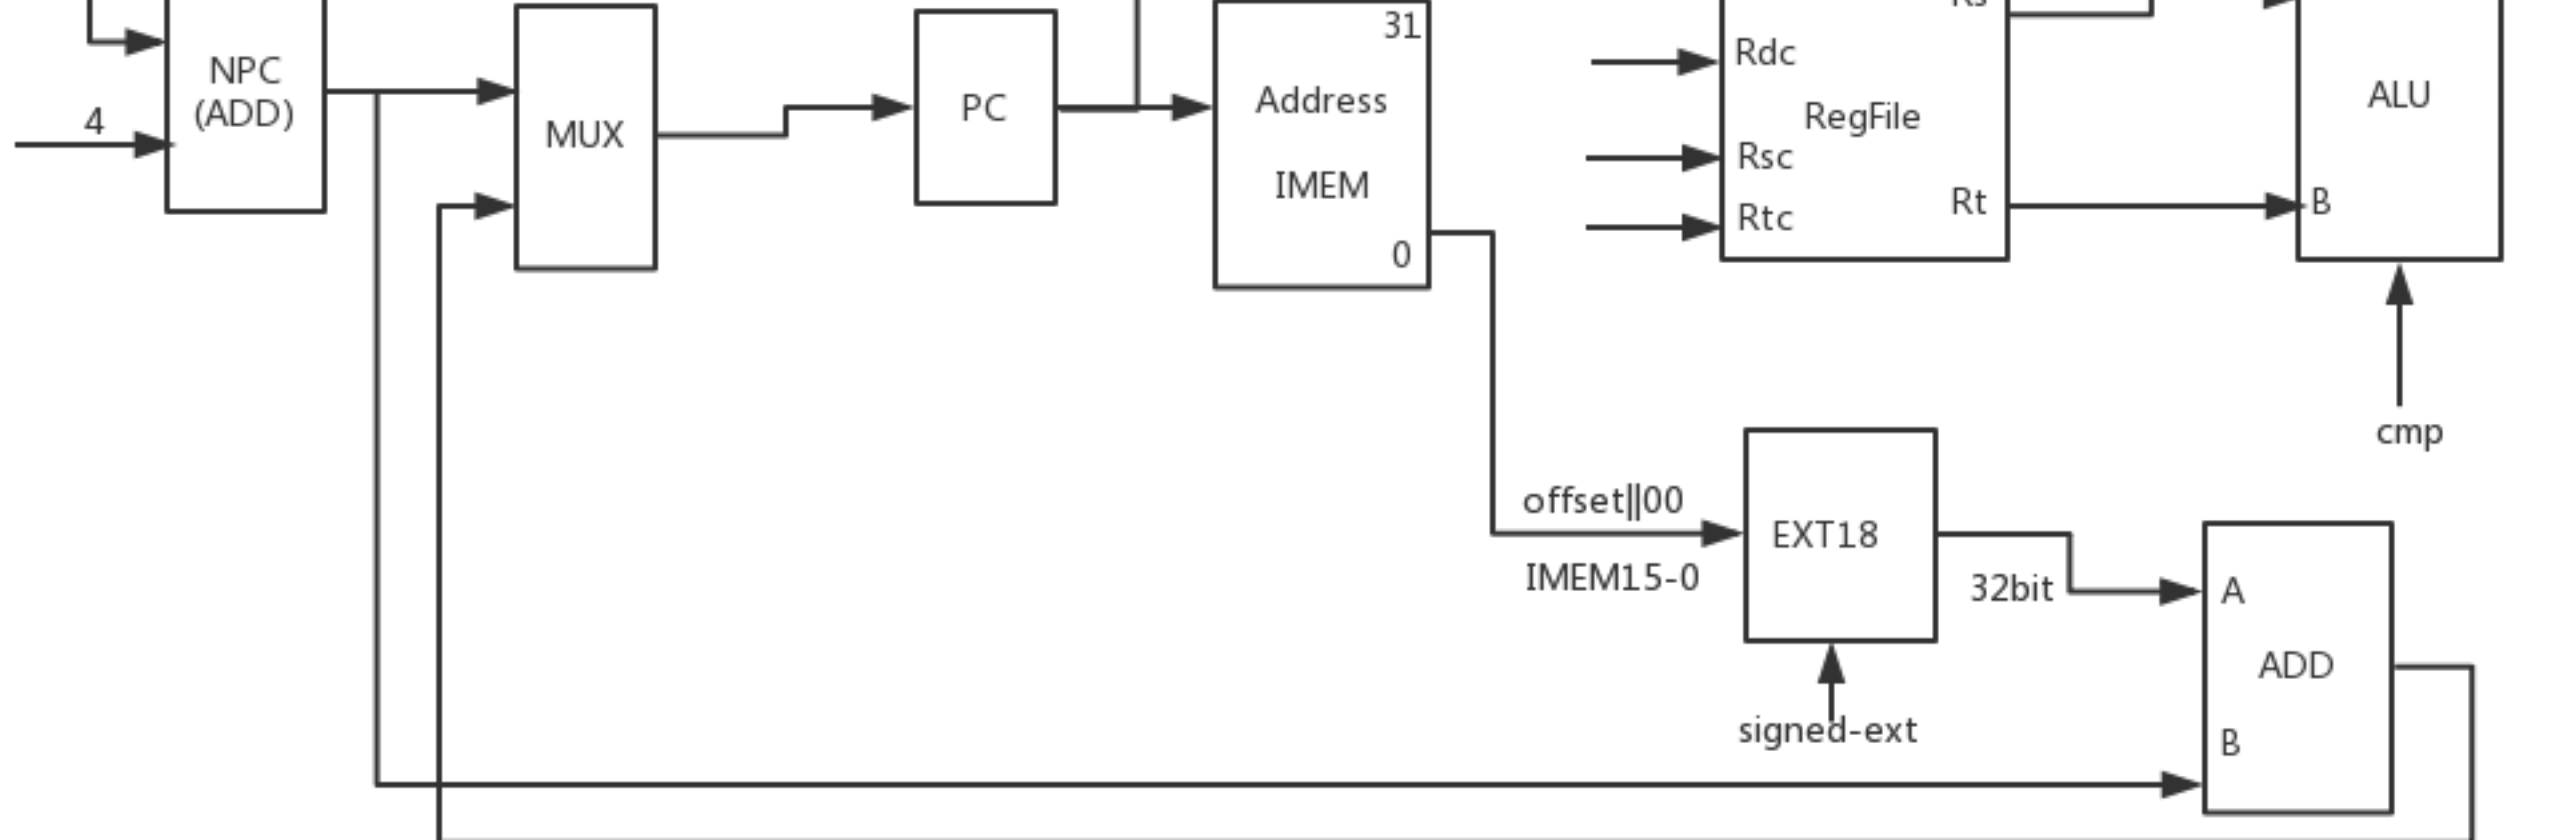 NPC
(ADD)
4
MUX
PC
31
Address
IMEM
0
Rdc
RegFile
Rsc
Rtc
Rt
ALU
B
cmp
offset||00
IMEM15-0
EXT18
signed-ext
32bit
A
ADD
B